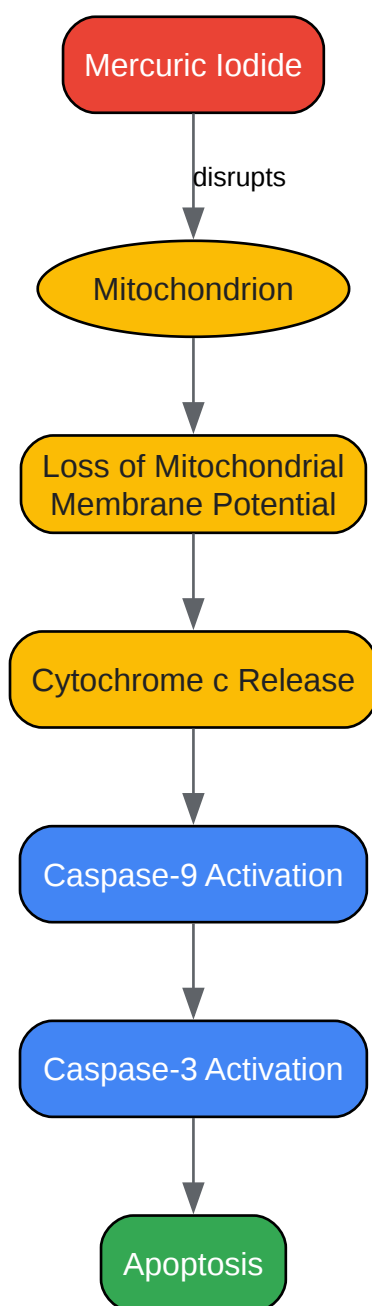 Mercuric Iodide
disrupts
Mitochondrion
Loss of Mitochondrial
Membrane Potential
Cytochrome c Release
Caspase-9 Activation
Caspase-3 Activation
Apoptosis